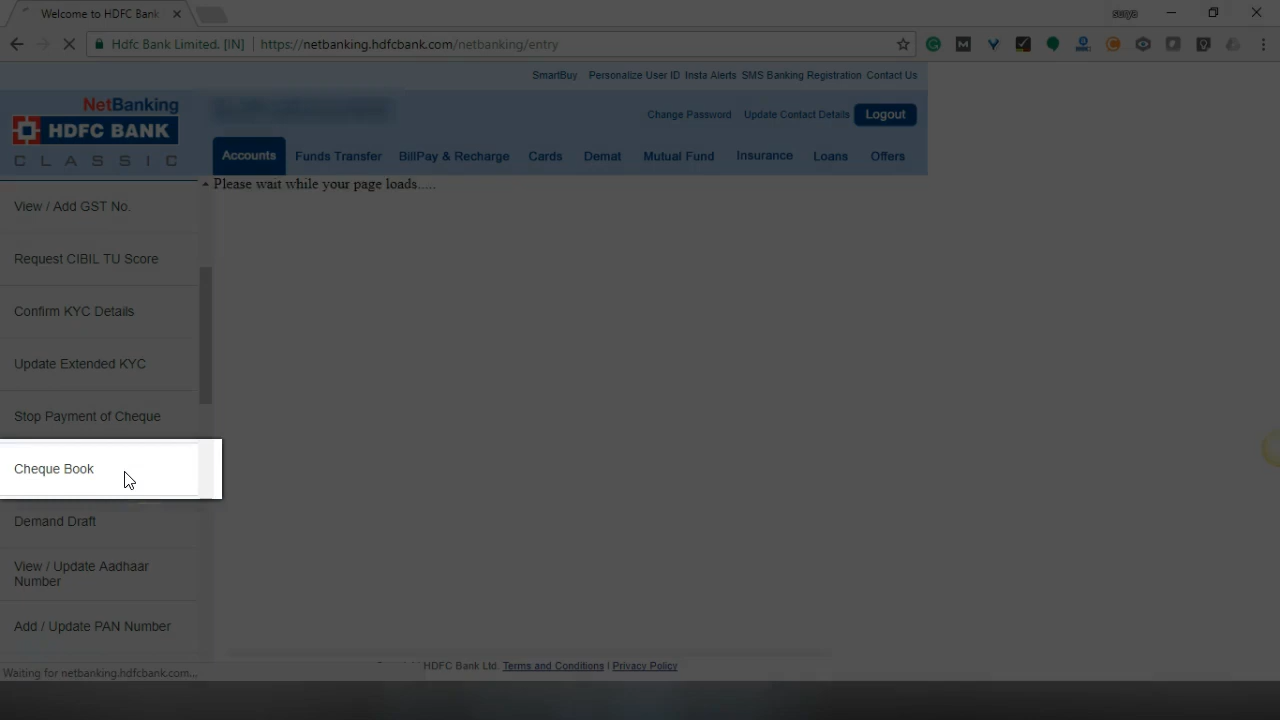 Welcome to HDFC Bank
surya
Hdfc Bank Limited. [IN]
https://netbanking.hdfcbank.com/netbanking/entry
SmartBuy Personalize User ID Insta Alerts SMS Banking Registration Contact Us
NetBanking
HDFC BANK
CLASSIC
Change Password Update Contact Details Logout
Accounts Funds Transfer BillPay & Recharge Cards Demat Mutual Fund Insurance Loans Offers
Please wait while your page loads.....
View / Add GST No.
Request CIBIL TU Score
Confirm KYC Details
Update Extended KYC
Stop Payment of Cheque
Cheque Book
Demand Draft
View / Update Aadhaar
Number
Add / Update PAN Number
HDFC Bank Ltd. Terms and Conditions | Privacy Policy
Waiting for netbanking.hdfcbank.com...